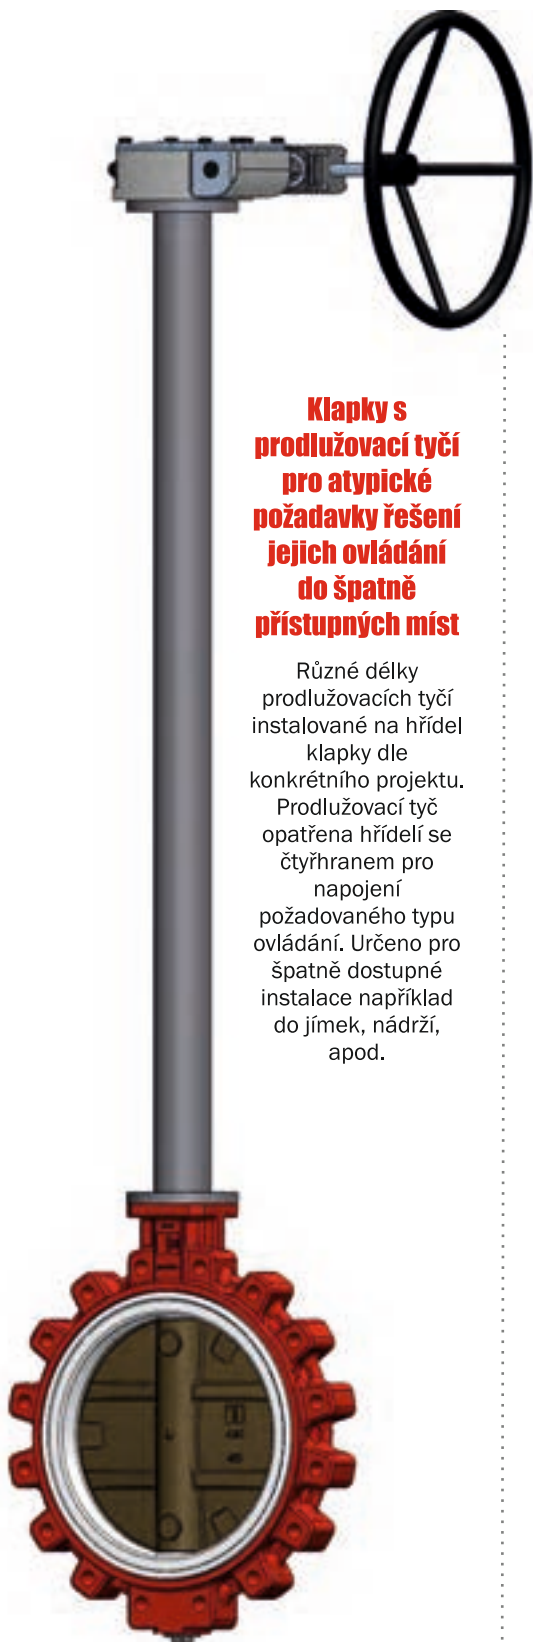 Klapky s
prodlužovací tyčí
pro atypické
požadavky řešení
jejich ovládání
do špatně
přístupných míst
Různé délky
prodlužovacích tyčí
instalované na hřídel
klapky dle
konkrétního projektu.
Prodlužovací tyč
opatřena hřídelí se
čtyřhranem pro
napojení
požadovaného typu
ovládání. Určeno pro
špatně dostupné
instalace například
do jímek, nádrží,
apod.